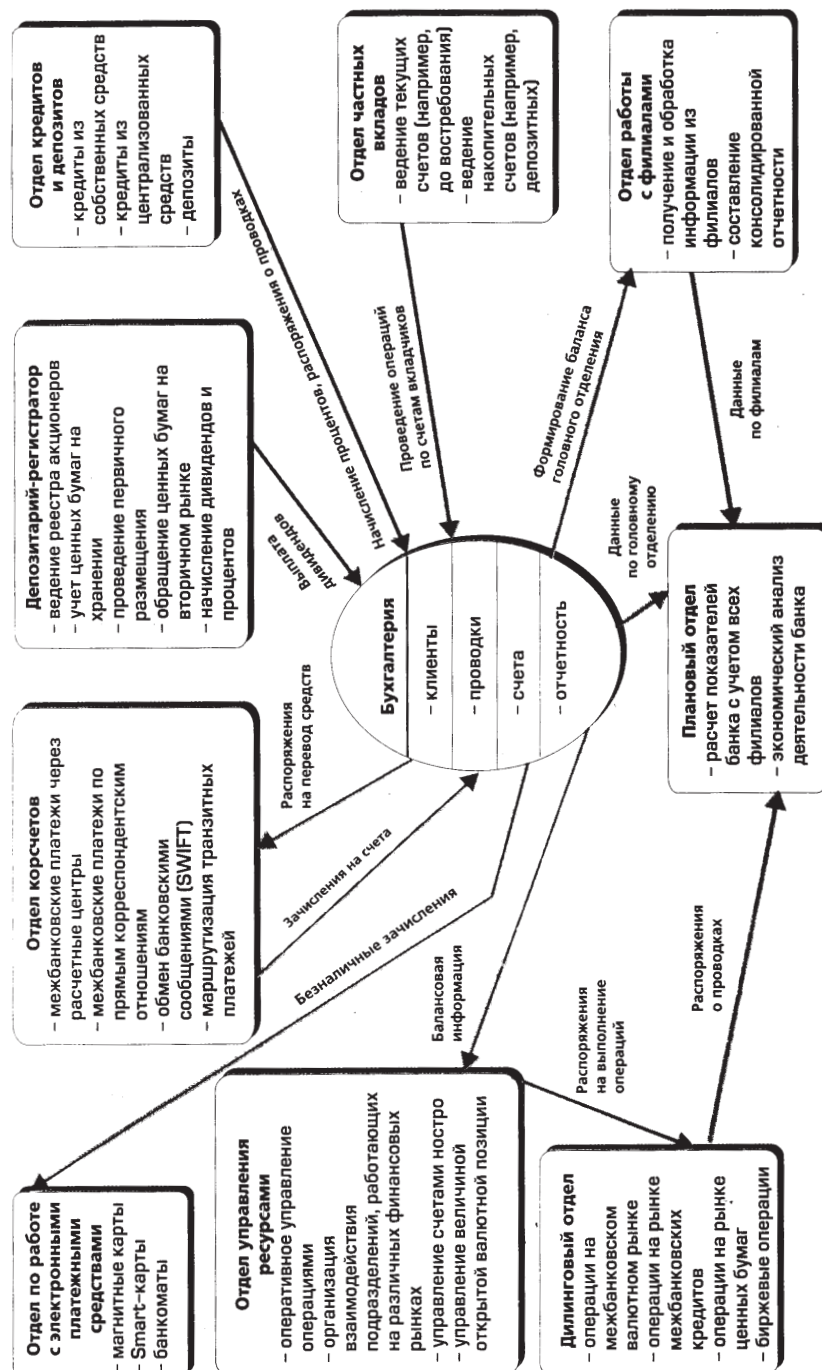 Отдел по работе
с электронными
платежными
средствами
– магнитные карты
– Smart-карты
– банкоматы
Отдел корсчетов
– межбанковские платежи через
расчетные центры
– межбанковские платежи по
прямым корреспондентским
отношениям
– обмен банковскими
сообщениями (SWIFT)
– маршрутизация транзитных
платежей
Депозитарий-регистратор
– ведение реестра акционеров
– учет ценных бумаг на
хранении
– проведение первичного
размещения
– обращение ценных бумаг на
вторичном рынке
– начисление дивидендов и
процентов
Отдел кредитов
и депозитов
– кредиты из
собственных средств
– кредиты из
централизованных
средств
– депозиты
Безналичные зачисления
Зачисления на счета
Распоряжения
на перевод средств
Выплата
дивидендов
Начисление процентов, распоряжения о проводках
Отдел управления
ресурсами
– оперативное управление
операциями
– организация
взаимодействия
подразделений, работающих
на различных финансовых
рынках
– управление счетами ностро
– управление величиной
открытой валютной позиции
Балансовая
информация
Бухгалтерия
– клиенты
– проводки
– счета
– отчетность
Проведение операций
по счетам вкладчиков
Отдел частных
вкладов
– ведение текущих
счетов (например,
до востребования)
– ведение
накопительных
счетов (например,
депозитных)
Распоряжения
на выполнение
операций
Данные
по головному
отделению
Формирование баланса
головного отделения
Дилинговый отдел
– операции на
межбанковском
валютном рынке
– операции на рынке
межбанковских
кредитов
– операции на рынке
ценных бумаг
– биржевые операции
Распоряжения
о проводках
Плановый отдел
– расчет показателей
банка с учетом всех
филиалов
– экономический анализ
деятельности банка
Данные
по филиалам
Отдел работы
с филиалами
– получение и обработка
информации из
филиалов
– составление
консолидированной
отчетности